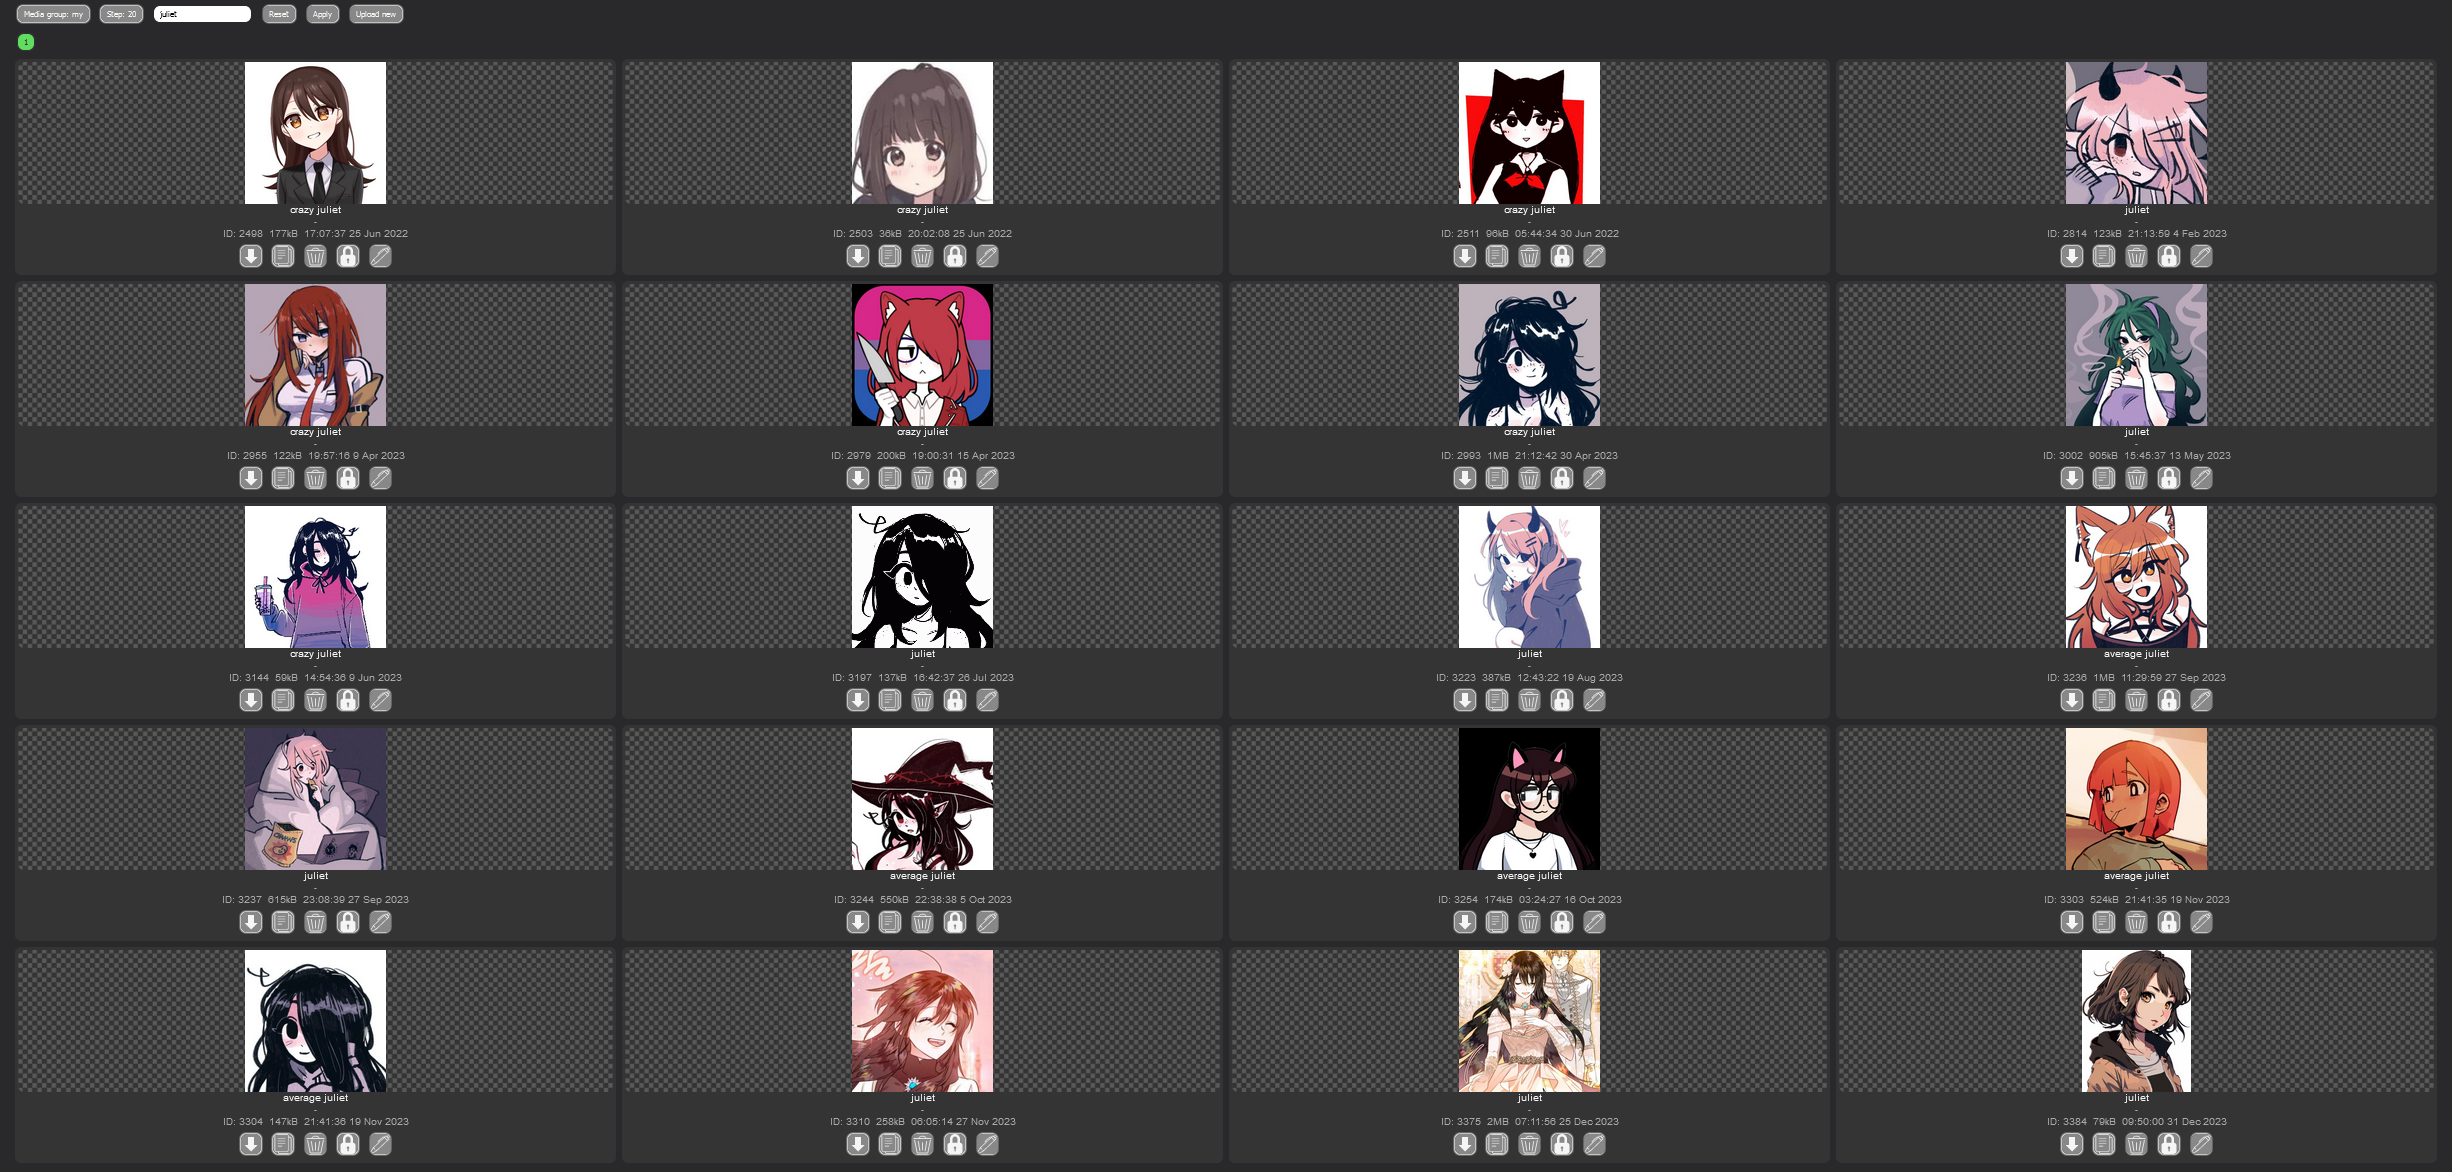 Media group: my Step: 20 juliet Reset Apply Upload new
1
crazy juliet crazy juliet crazy juliet juliet
- - - -
ID: 2498 177kB 17:07:37 25 Jun 2022 ID: 2503 36kB 20:02:08 25 Jun 2022 ID: 2511 96kB 05:44:34 30 Jun 2022 ID: 2814 123kB 21:13:59 4 Feb 2023
crazy juliet crazy juliet crazy juliet juliet
- - - -
ID: 2955 122kB 19:57:16 9 Apr 2023 ID: 2979 200kB 19:00:31 15 Apr 2023 ID: 2993 1MB 21:12:42 30 Apr 2023 ID: 3002 905kB 15:45:37 13 May 2023
crazy juliet juliet juliet average juliet
- - - -
ID: 3144 59kB 14:54:36 9 Jun 2023 ID: 3197 137kB 16:42:37 26 Jul 2023 ID: 3223 387kB 12:43:22 19 Aug 2023 ID: 3236 1MB 11:29:59 27 Sep 2023
juliet average juliet average juliet average juliet
- - - -
ID: 3237 615kB 23:08:39 27 Sep 2023 ID: 3244 550kB 22:38:38 5 Oct 2023 ID: 3254 174kB 03:24:27 16 Oct 2023 ID: 3303 524kB 21:41:35 19 Nov 2023
average juliet juliet juliet juliet
- - - -
ID: 3304 147kB 21:41:36 19 Nov 2023 ID: 3310 258kB 06:05:14 27 Nov 2023 ID: 3375 2MB 07:11:56 25 Dec 2023 ID: 3384 79kB 09:50:00 31 Dec 2023